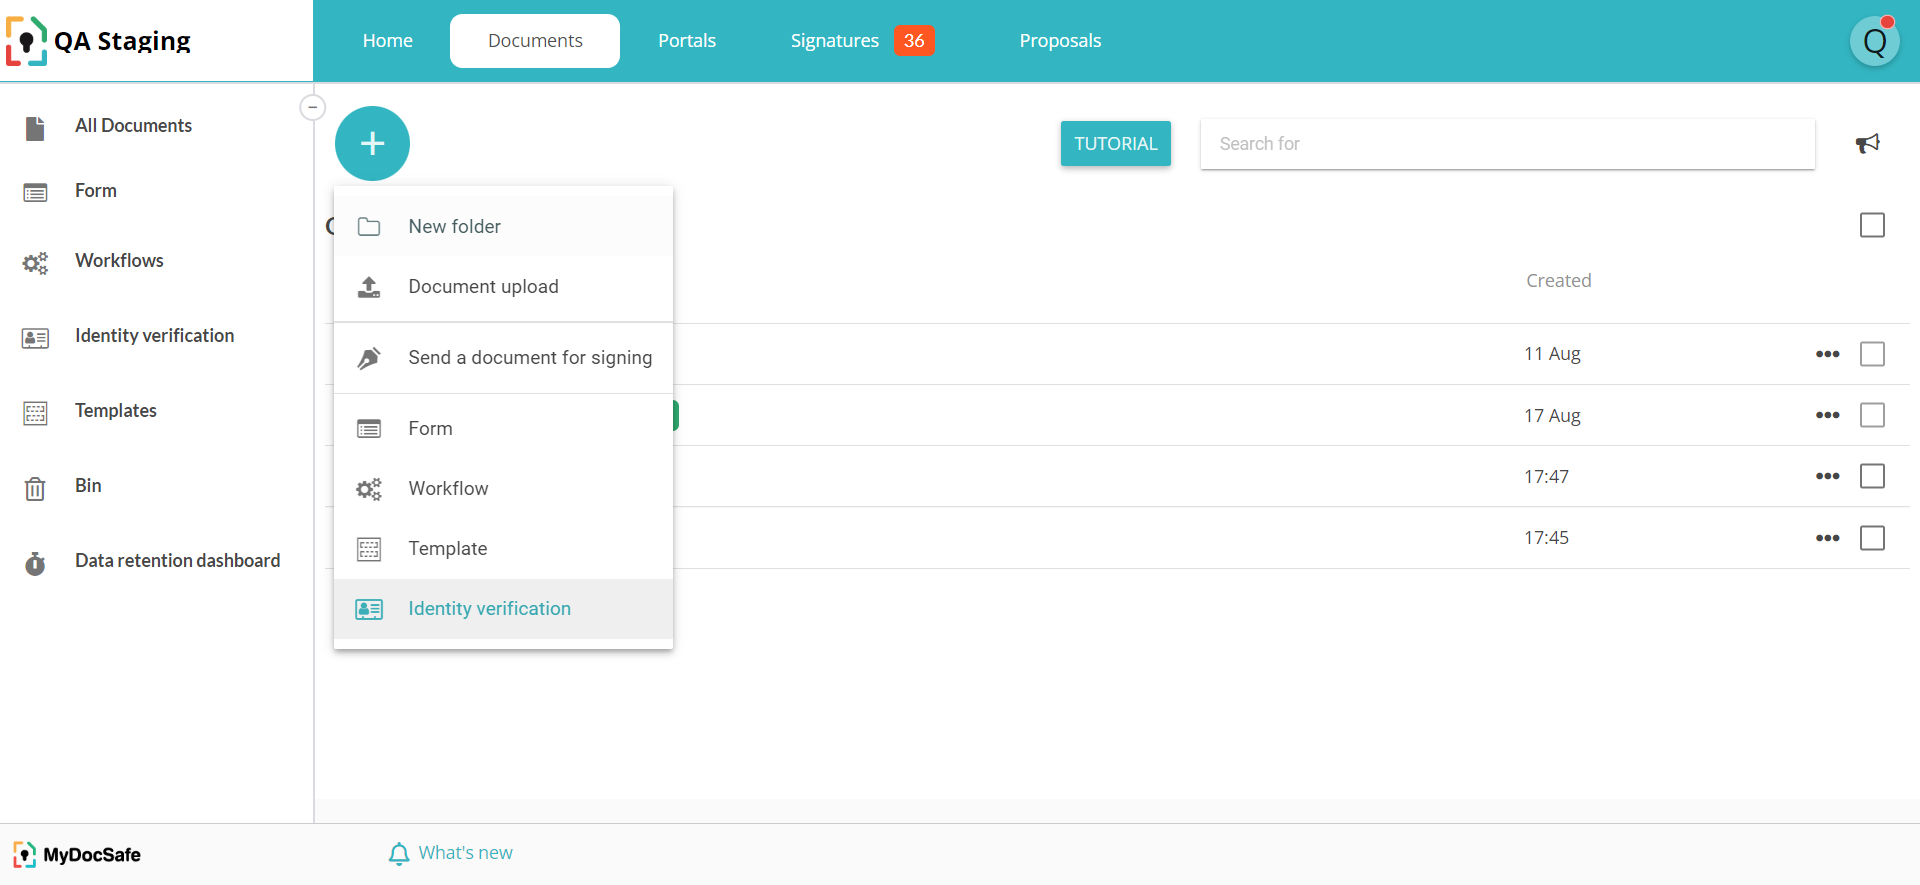 QA Staging
Home
Documents
Portals
Signatures 36
Proposals
Q
All Documents
Form
Workflows
Identity verification
Templates
Bin
Data retention dashboard
TUTORIAL
Search for
New folder
Document upload
Send a document for signing
Form
Workflow
Template
Identity verification
Created
11 Aug
17 Aug
17:47
17:45
MyDocSafe
What's new